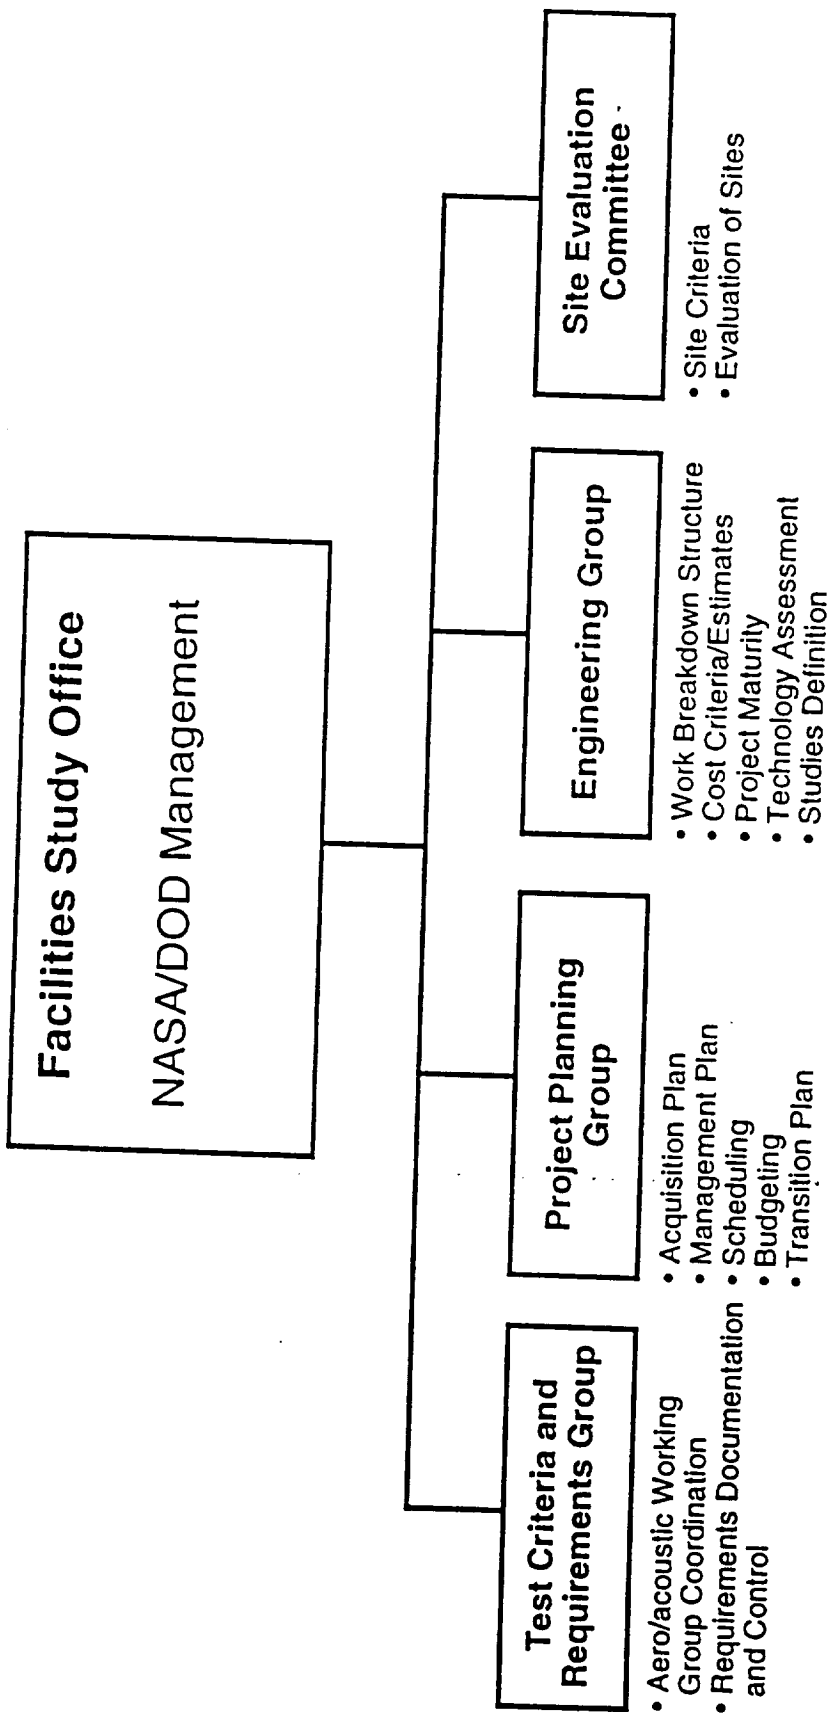 Facilities Study Office
NASA/DOD Management
Test Criteria and
Requirements Group
• Aero/acoustic Working
Group Coordination
• Requirements Documentation
and Control
Project Planning
Group
• Acquisition Plan
• Management Plan
• Scheduling
• Budgeting
• Transition Plan
Engineering Group
• Work Breakdown Structure
• Cost Criteria/Estimates
• Project Maturity
• Technology Assessment
• Studies Definition
Site Evaluation
Committee
• Site Criteria
• Evaluation of Sites